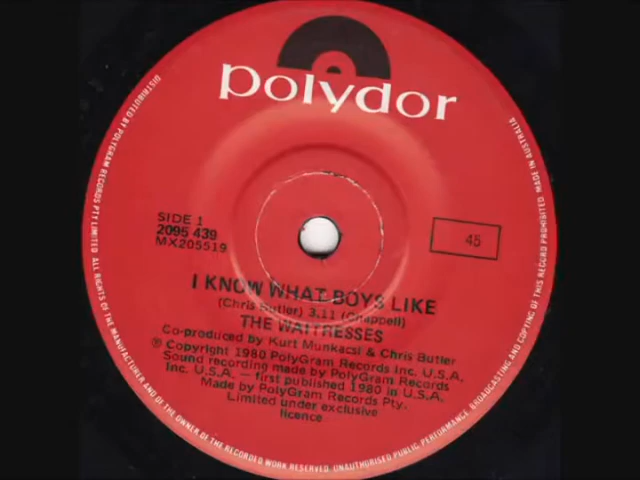 polydor
SIDE 1
2095 439
MX205519
45
I KNOW WHAT BOYS LIKE
(Chris Butler) 3.11 (Chappell)
THE WAITRESSES
Co-produced by Kurt Munkacsi & Chris Butler
℗ Copyright 1980 PolyGram Records Inc. U.S.A.
Sound recording made by PolyGram Records
Inc. U.S.A. — first published 1980 in U.S.A.
Made by PolyGram Records Pty.
Limited under exclusive
licence
DISTRIBUTED BY POLYGRAM RECORDS PTY LIMITED ALL RIGHTS OF THE MANUFACTURER AND OF THE OWNER OF THE RECORDED WORK RESERVED. UNAUTHORISED PUBLIC PERFORMANCE BROADCASTING AND COPYING OF THIS RECORD PROHIBITED. MADE IN AUSTRALIA